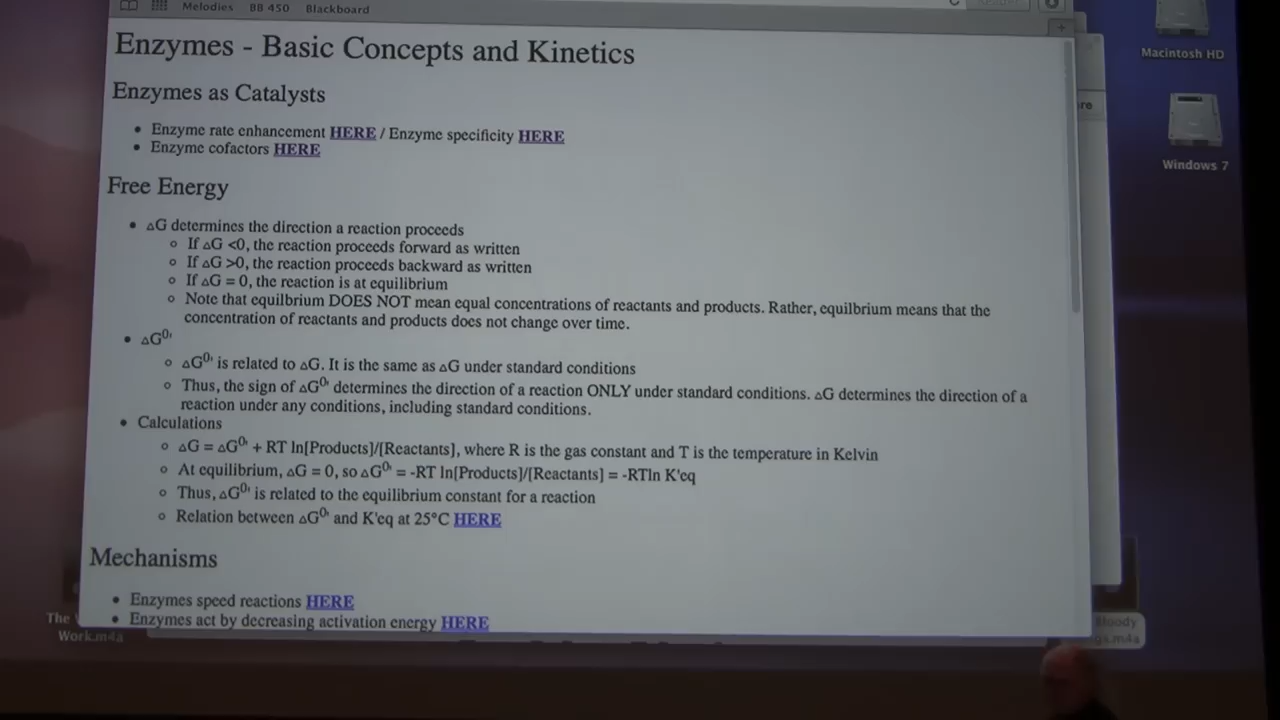 Melodies BB 450 Blackboard
Macintosh HD
Windows 7
Enzymes - Basic Concepts and Kinetics
Enzymes as Catalysts
• Enzyme rate enhancement HERE / Enzyme specificity HERE
• Enzyme cofactors HERE
Free Energy
• ΔG determines the direction a reaction proceeds
◦ If ΔG <0, the reaction proceeds forward as written
◦ If ΔG >0, the reaction proceeds backward as written
◦ If ΔG = 0, the reaction is at equilibrium
◦ Note that equilbrium DOES NOT mean equal concentrations of reactants and products. Rather, equilbrium means that the
concentration of reactants and products does not change over time.
• ΔG⁰'
◦ ΔG⁰' is related to ΔG. It is the same as ΔG under standard conditions
◦ Thus, the sign of ΔG⁰' determines the direction of a reaction ONLY under standard conditions. ΔG determines the direction of a
reaction under any conditions, including standard conditions.
• Calculations
◦ ΔG = ΔG⁰' + RT ln[Products]/[Reactants], where R is the gas constant and T is the temperature in Kelvin
◦ At equilibrium, ΔG = 0, so ΔG⁰' = -RT ln[Products]/[Reactants] = -RTln K'eq
◦ Thus, ΔG⁰' is related to the equilibrium constant for a reaction
◦ Relation between ΔG⁰' and K'eq at 25°C HERE
Mechanisms
• Enzymes speed reactions HERE
• Enzymes act by decreasing activation energy HERE
The
Work.m4a